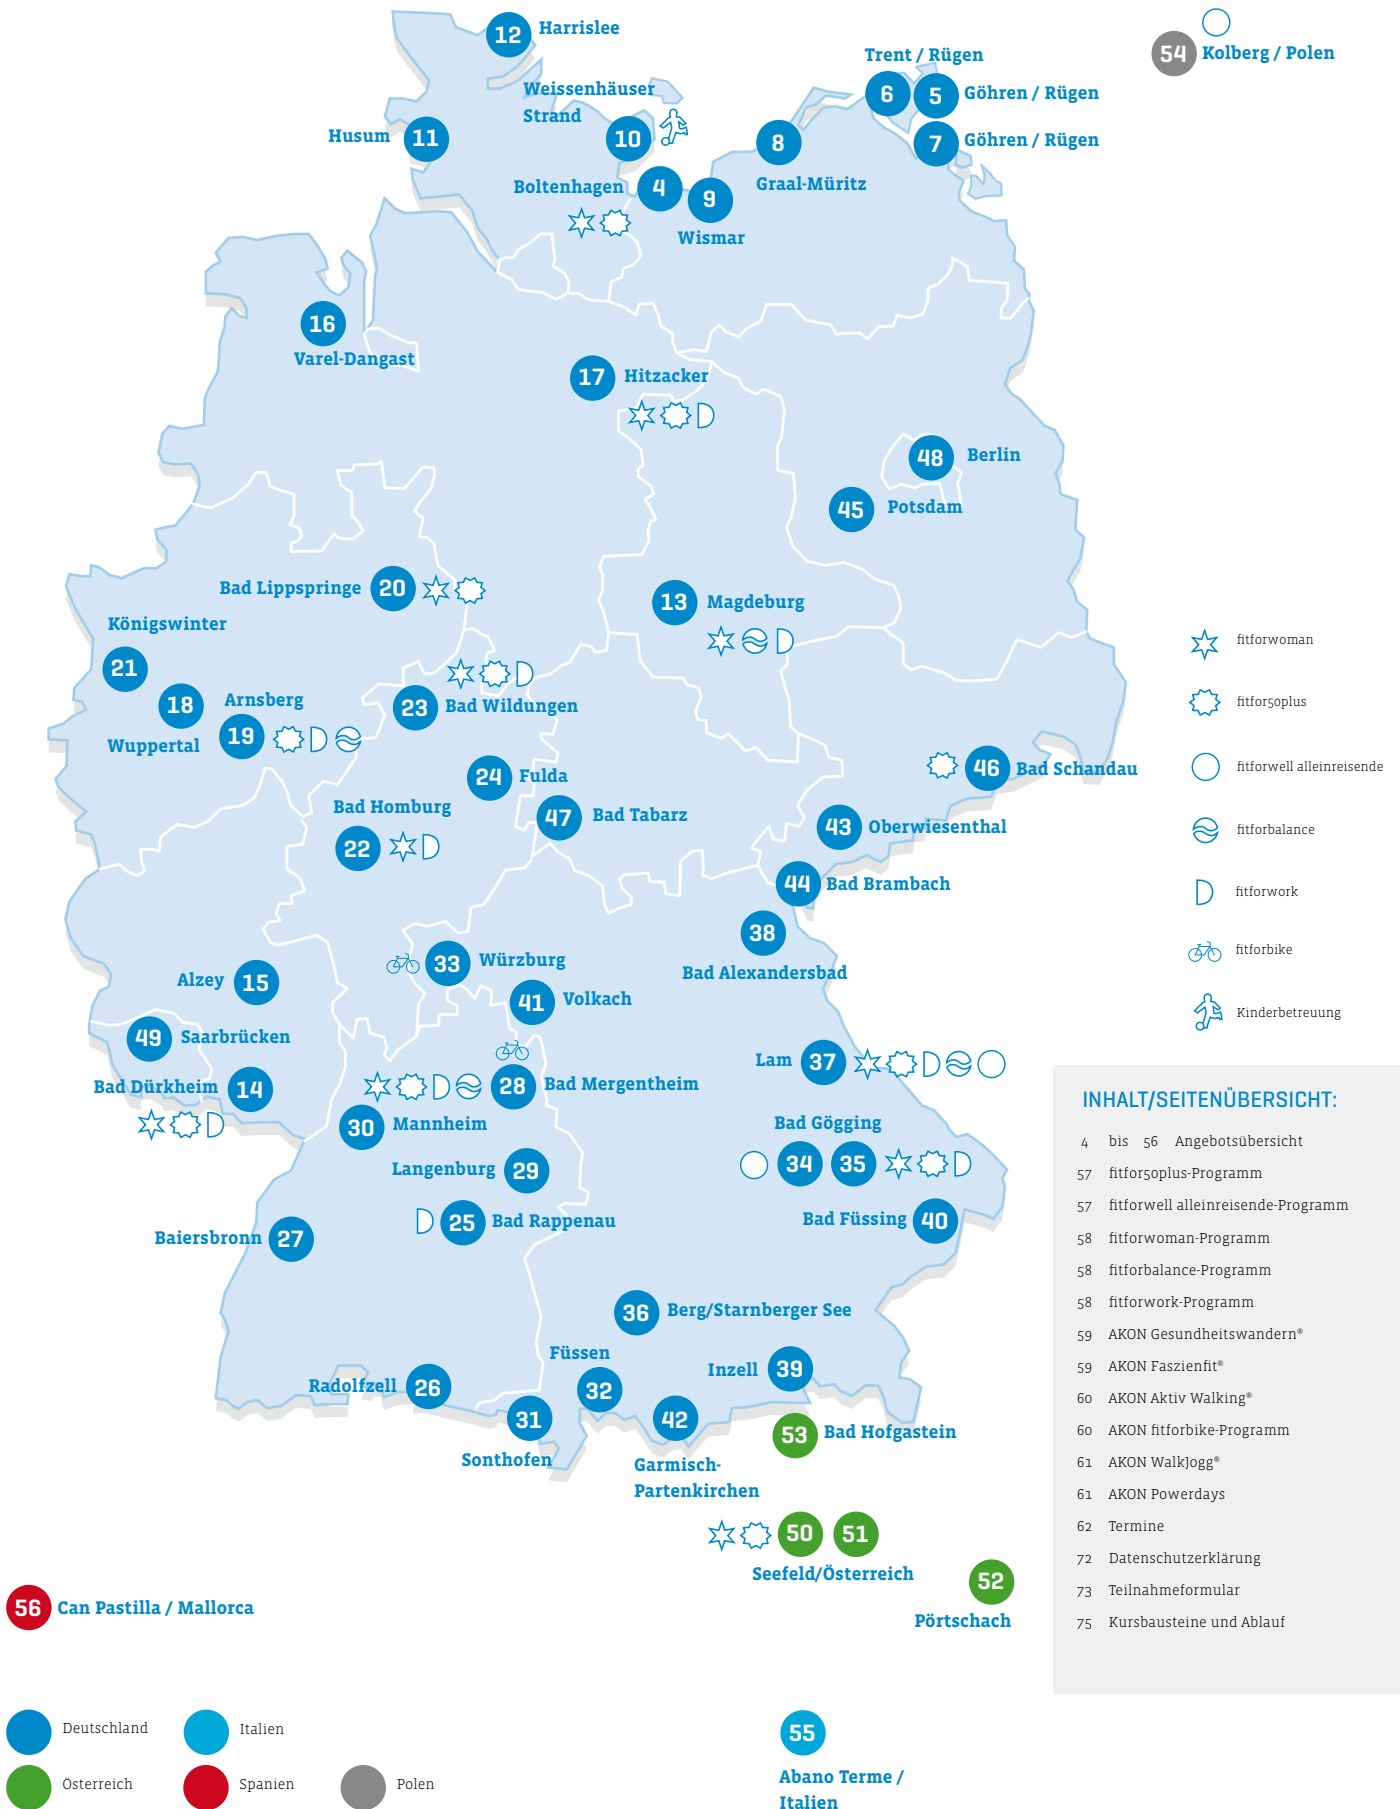 12 Harrislee
54 Kolberg / Polen
Trent / Rügen
6 5 Göhren / Rügen
Weissenhäuser
Strand
10
Husum 11
8
Graal-Müritz
7 Göhren / Rügen
Boltenhagen 4
9
Wismar
16
Varel-Dangast
17 Hitzacker
48 Berlin
45 Potsdam
Bad Lippspringe 20
13 Magdeburg
Königswinter
21
18
Wuppertal
Arnsberg
19
23 Bad Wildungen
24 Fulda
46 Bad Schandau
Bad Homburg
22
47 Bad Tabarz
43 Oberwiesenthal
44 Bad Brambach
38
Bad Alexandersbad
33 Würzburg
Alzey 15
41 Volkach
49 Saarbrücken
Lam 37
Bad Dürkheim 14
28 Bad Mergentheim
30 Mannheim
Bad Gögging
34 35
Langenburg 29
25 Bad Rappenau
Bad Füssing 40
Baiersbronn 27
36 Berg/Starnberger See
Füssen
32
Inzell 39
Radolfzell 26
31
Sonthofen
42
Garmisch-
Partenkirchen
53 Bad Hofgastein
50 51
Seefeld/Österreich
52
Pörtschach
56 Can Pastilla / Mallorca
55
Abano Terme /
Italien
Deutschland
Italien
Österreich
Spanien
Polen
fitforwoman
fitfor50plus
fitforwell alleinreisende
fitforbalance
fitforwork
fitforbike
Kinderbetreuung
INHALT/SEITENÜBERSICHT:
4 bis 56 Angebotsübersicht
57 fitfor50plus-Programm
57 fitforwell alleinreisende-Programm
58 fitforwoman-Programm
58 fitforbalance-Programm
58 fitforwork-Programm
59 AKON Gesundheitswandern®
59 AKON Faszienfit®
60 AKON Aktiv Walking®
60 AKON fitforbike-Programm
61 AKON WalkJogg®
61 AKON Powerdays
62 Termine
72 Datenschutzerklärung
73 Teilnahmeformular
75 Kursbausteine und Ablauf